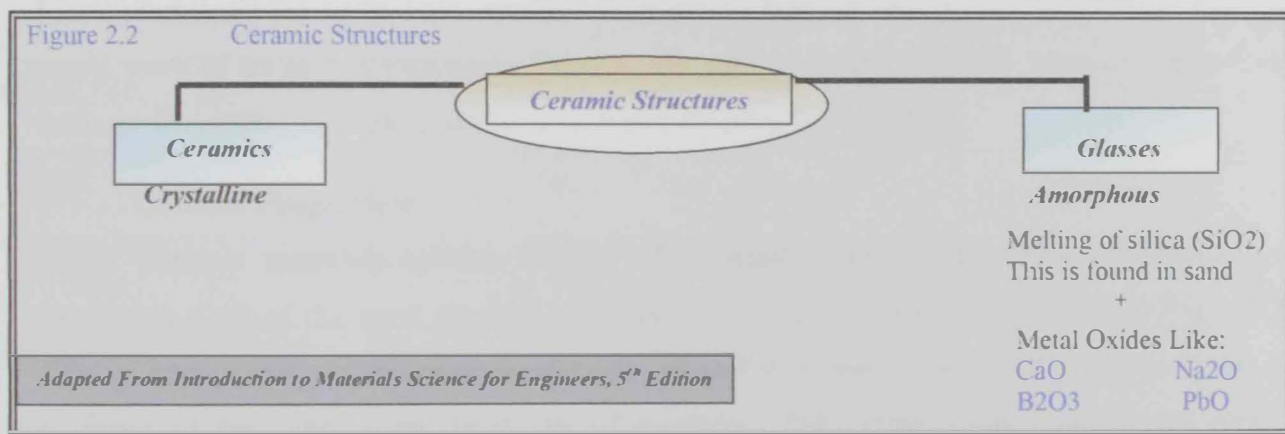 Figure 2.2 Ceramic Structures
Ceramic Structures
Ceramics
Crystalline
Glasses
Amorphous
Melting of silica (SiO2)
This is found in sand
+
Metal Oxides Like:
CaO Na2O
B2O3 PbO
Adapted From Introduction to Materials Science for Engineers, 5th Edition